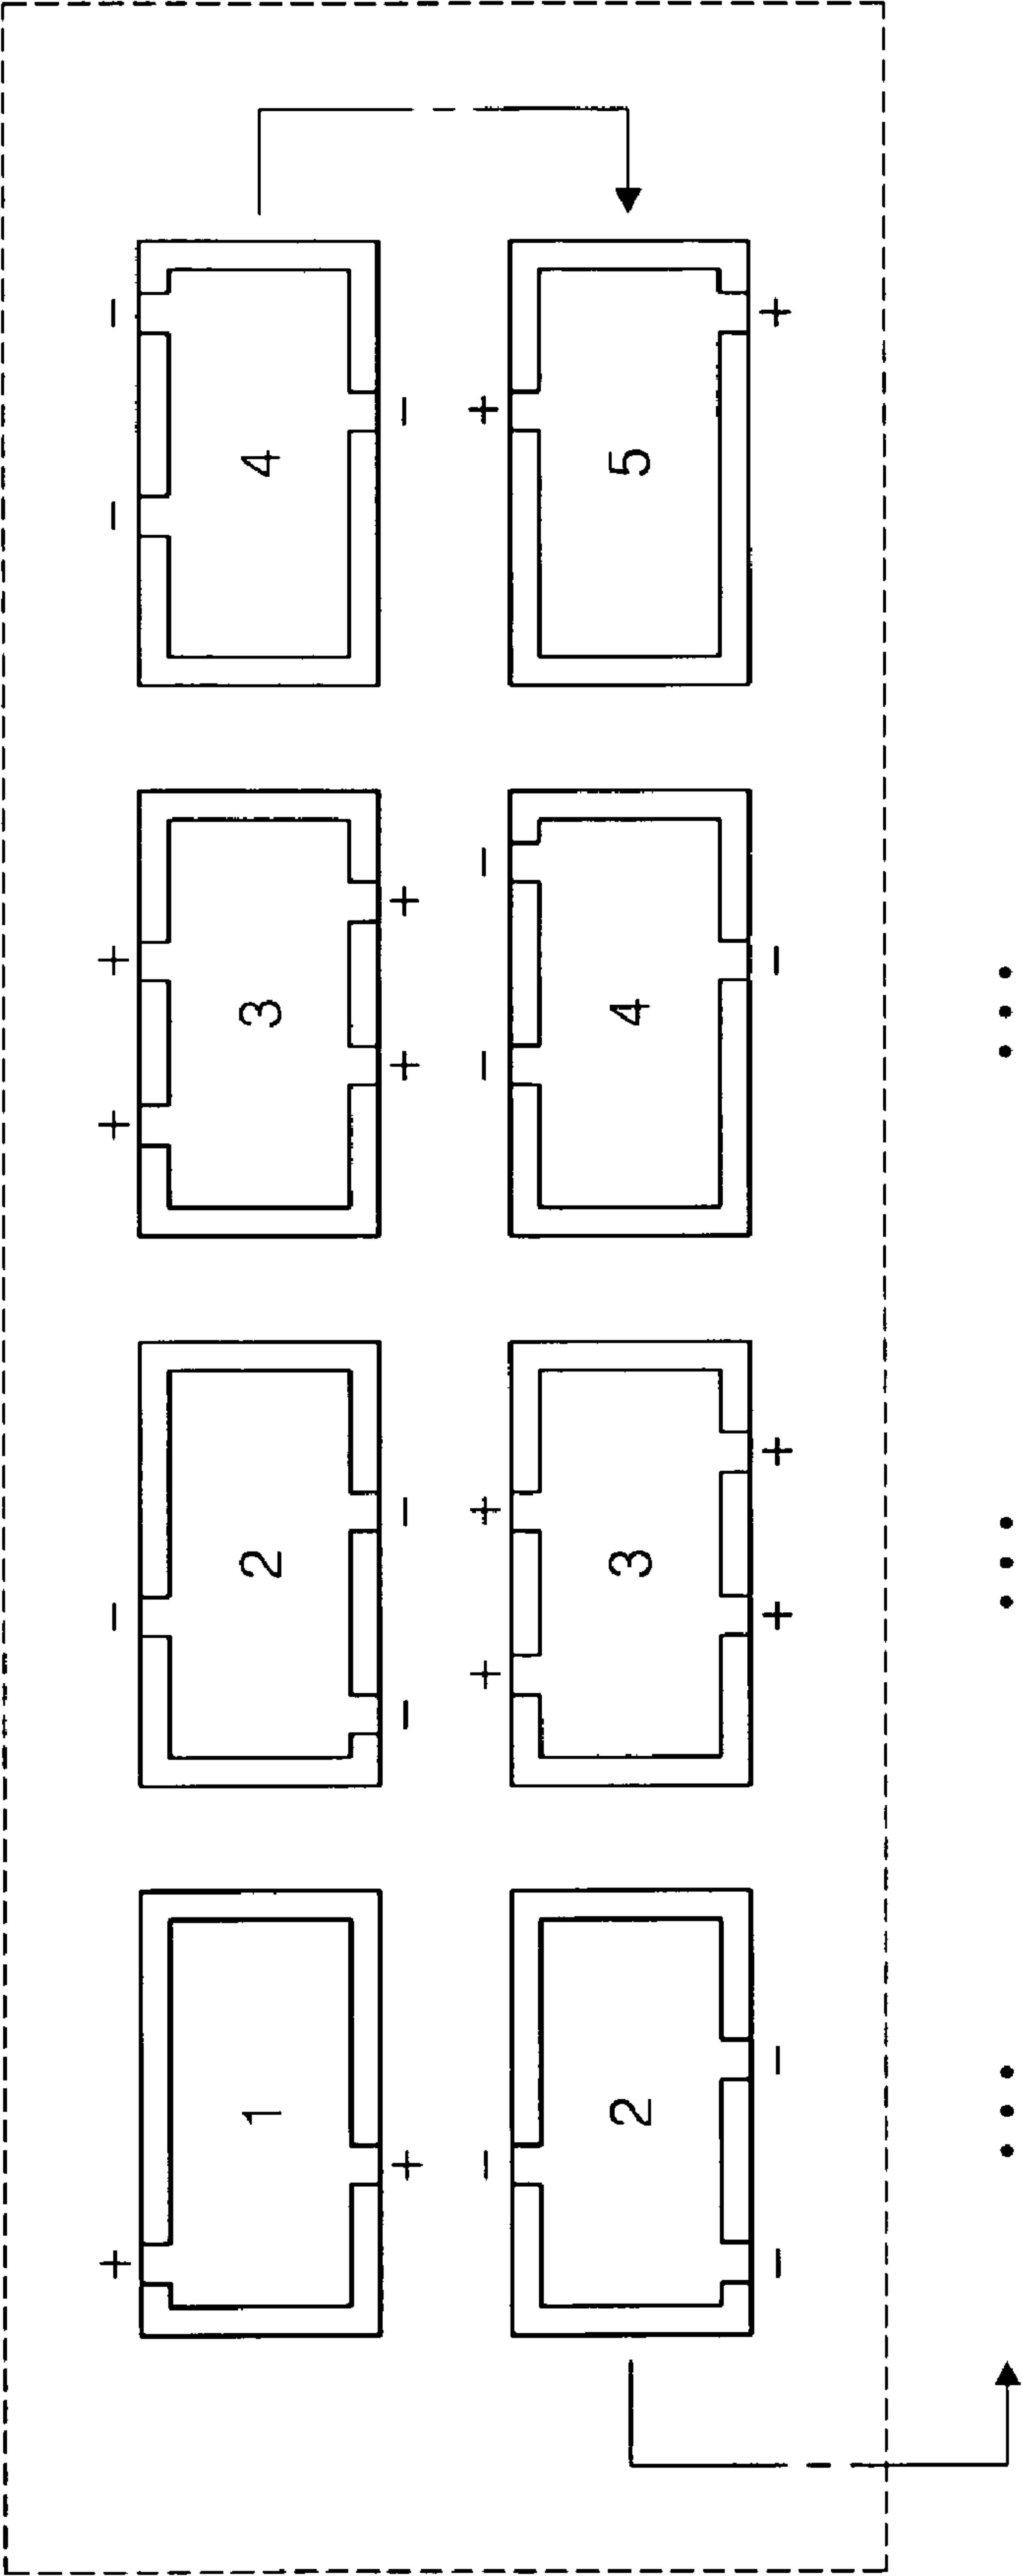 + − + + − −
1 2 3 4
+ − − + + −
− + + − − +
2 3 4 5
− − + + − +